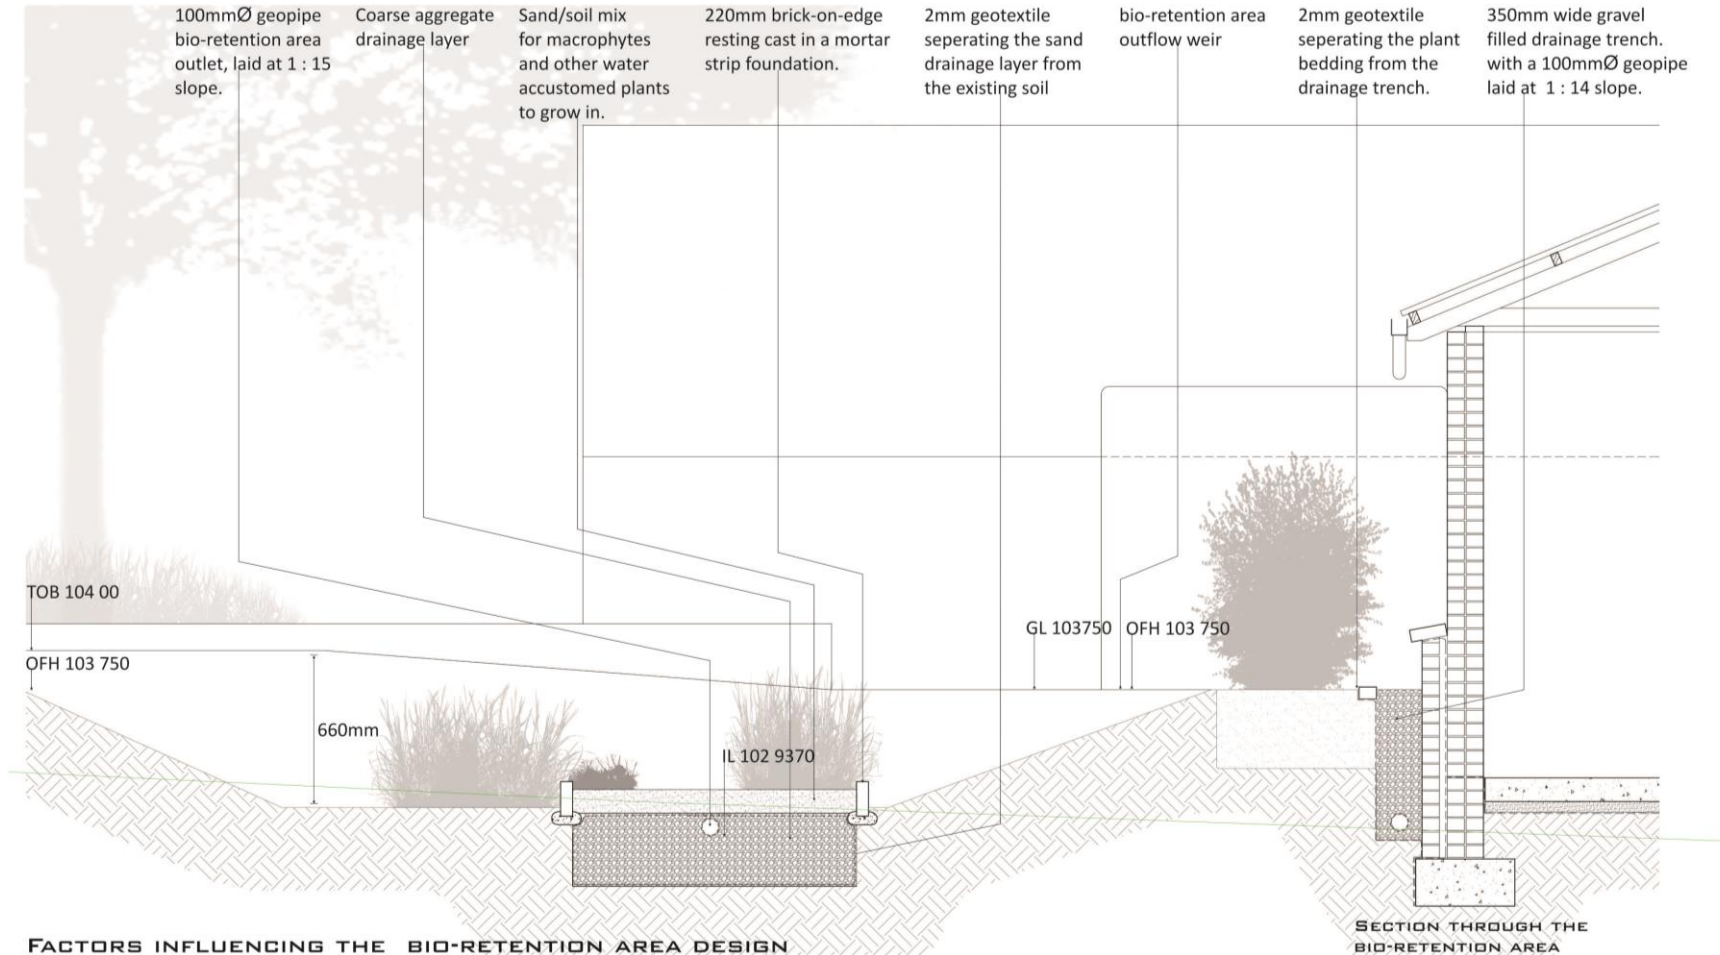 100mmØ geopipe
bio-retention area
outlet, laid at 1 : 15
slope.
Coarse aggregate
drainage layer
Sand/soil mix
for macrophytes
and other water
accustomed plants
to grow in.
220mm brick-on-edge
resting cast in a mortar
strip foundation.
2mm geotextile
seperating the sand
drainage layer from
the existing soil
bio-retention area
outflow weir
2mm geotextile
seperating the plant
bedding from the
drainage trench.
350mm wide gravel
filled drainage trench.
with a 100mmØ geopipe
laid at 1 : 14 slope.
TOB 104 00
OFH 103 750
660mm
IL 102 9370
GL 103750
OFH 103 750
SECTION THROUGH THE
BIO-RETENTION AREA
FACTORS INFLUENCING THE BIO-RETENTION AREA DESIGN